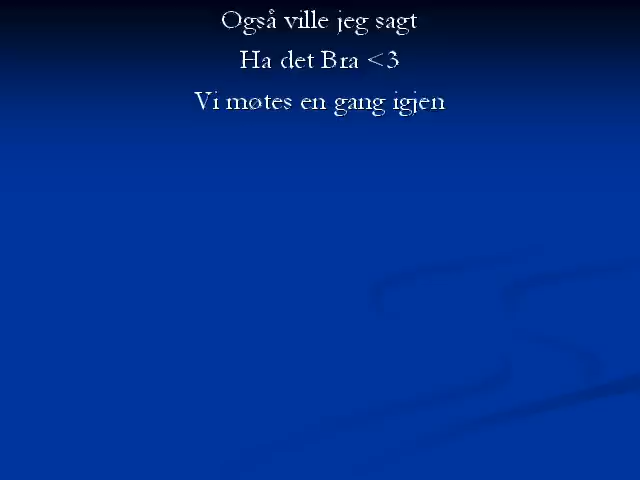 Også ville jeg sagt
Ha det Bra <3
Vi møtes en gang igjen